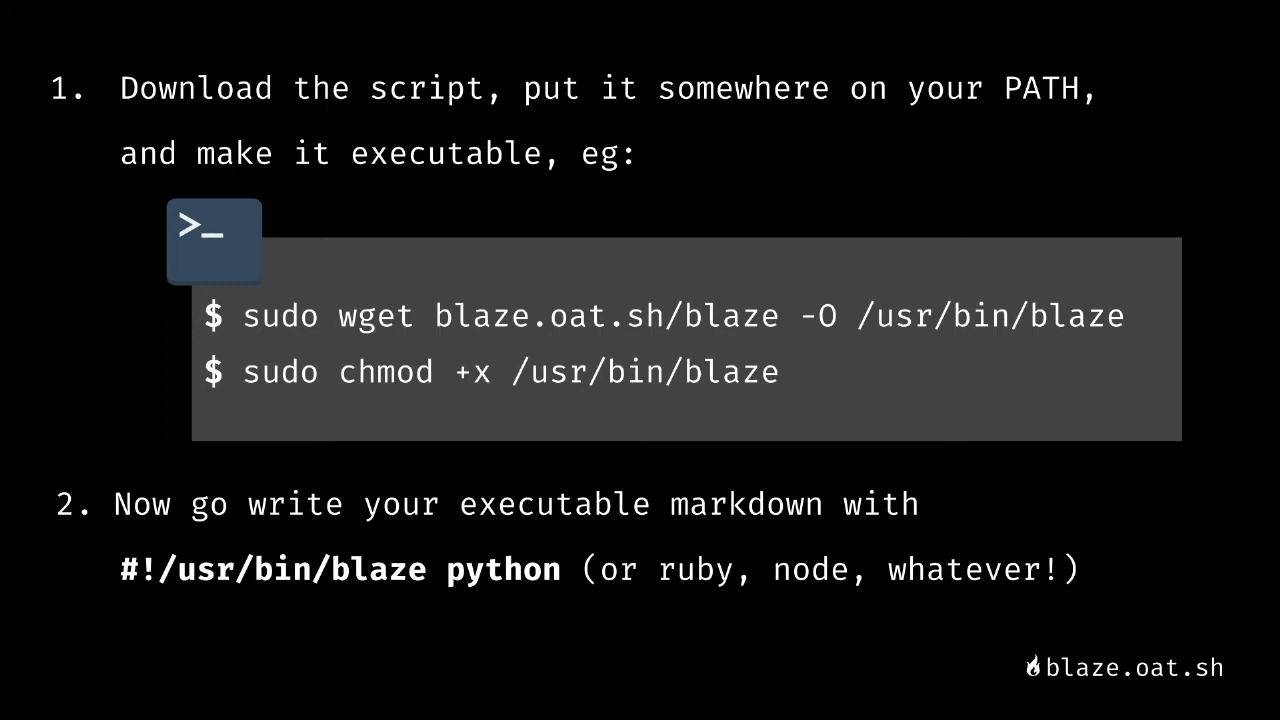 1. Download the script, put it somewhere on your PATH,
and make it executable, eg:
>_
$ sudo wget blaze.oat.sh/blaze -O /usr/bin/blaze
$ sudo chmod +x /usr/bin/blaze
2. Now go write your executable markdown with
#!/usr/bin/blaze python (or ruby, node, whatever!)
blaze.oat.sh